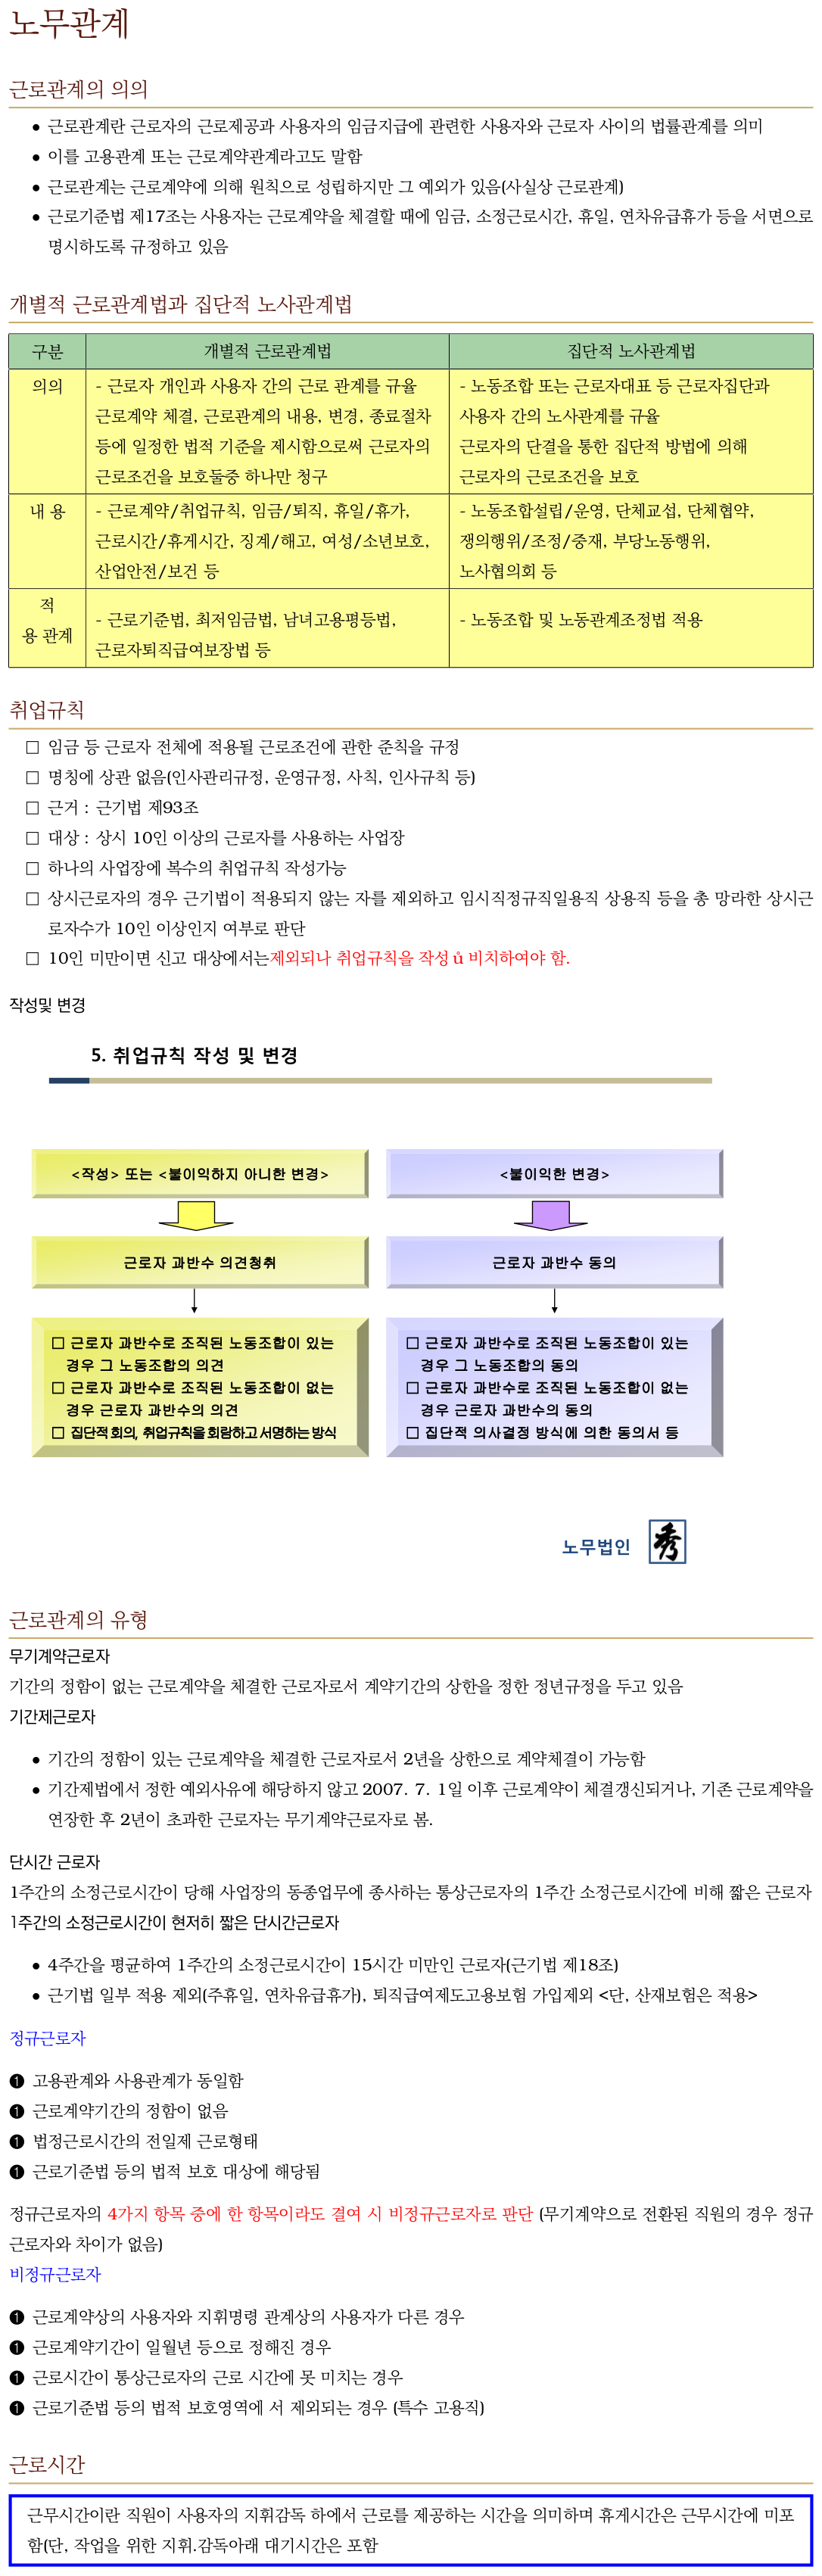 노무관계
근로관계의 의의
● 근로관계란 근로자의 근로제공과 사용자의 임금지급에 관련한 사용자와 근로자 사이의 법률관계를 의미
● 이를 고용관계 또는 근로계약관계라고도 말함
● 근로관계는 근로계약에 의해 원칙으로 성립하지만 그 예외가 있음(사실상 근로관계)
● 근로기준법 제17조는 사용자는 근로계약을 체결할 때에 임금, 소정근로시간, 휴일, 연차유급휴가 등을 서면으로
명시하도록 규정하고 있음
개별적 근로관계법과 집단적 노사관계법
구분 개별적 근로관계법 집단적 노사관계법
의의
- 근로자 개인과 사용자 간의 근로 관계를 규율
근로계약 체결, 근로관계의 내용, 변경, 종료절차
등에 일정한 법적 기준을 제시함으로써 근로자의
근로조건을 보호둘중 하나만 청구
- 노동조합 또는 근로자대표 등 근로자집단과
사용자 간의 노사관계를 규율
근로자의 단결을 통한 집단적 방법에 의해
근로자의 근로조건을 보호
내 용
- 근로계약/취업규칙, 임금/퇴직, 휴일/휴가,
근로시간/휴게시간, 징계/해고, 여성/소년보호,
산업안전/보건 등
- 노동조합설립/운영, 단체교섭, 단체협약,
쟁의행위/조정/중재, 부당노동행위,
노사협의회 등
적
용 관계
- 근로기준법, 최저임금법, 남녀고용평등법,
근로자퇴직급여보장법 등
- 노동조합 및 노동관계조정법 적용
취업규칙
□ 임금 등 근로자 전체에 적용될 근로조건에 관한 준칙을 규정
□ 명칭에 상관 없음(인사관리규정, 운영규정, 사칙, 인사규칙 등)
□ 근거 : 근기법 제93조
□ 대상 : 상시 10인 이상의 근로자를 사용하는 사업장
□ 하나의 사업장에 복수의 취업규칙 작성가능
□ 상시근로자의 경우 근기법이 적용되지 않는 자를 제외하고 임시직정규직일용직 상용직 등을 총 망라한 상시근
로자수가 10인 이상인지 여부로 판단
□ 10인 미만이면 신고 대상에서는제외되나 취업규칙을 작성 ů 비치하여야 함.
작성및 변경
5. 취업규칙 작성 및 변경
<작성> 또는 <불이익하지 아니한 변경>
근로자 과반수 의견청취
□ 근로자 과반수로 조직된 노동조합이 있는
경우 그 노동조합의 의견
□ 근로자 과반수로 조직된 노동조합이 없는
경우 근로자 과반수의 의견
□ 집단적 회의, 취업규칙을 회람하고 서명하는 방식
<불이익한 변경>
근로자 과반수 동의
□ 근로자 과반수로 조직된 노동조합이 있는
경우 그 노동조합의 동의
□ 근로자 과반수로 조직된 노동조합이 없는
경우 근로자 과반수의 동의
□ 집단적 의사결정 방식에 의한 동의서 등
노무법인 秀
근로관계의 유형
무기계약근로자
기간의 정함이 없는 근로계약을 체결한 근로자로서 계약기간의 상한을 정한 정년규정을 두고 있음
기간제근로자
● 기간의 정함이 있는 근로계약을 체결한 근로자로서 2년을 상한으로 계약체결이 가능함
● 기간제법에서 정한 예외사유에 해당하지 않고 2007. 7. 1일 이후 근로계약이 체결갱신되거나, 기존 근로계약을
연장한 후 2년이 초과한 근로자는 무기계약근로자로 봄.
단시간 근로자
1주간의 소정근로시간이 당해 사업장의 동종업무에 종사하는 통상근로자의 1주간 소정근로시간에 비해 짧은 근로자
1주간의 소정근로시간이 현저히 짧은 단시간근로자
● 4주간을 평균하여 1주간의 소정근로시간이 15시간 미만인 근로자(근기법 제18조)
● 근기법 일부 적용 제외(주휴일, 연차유급휴가), 퇴직급여제도고용보험 가입제외 <단, 산재보험은 적용>
정규근로자
❶ 고용관계와 사용관계가 동일함
❶ 근로계약기간의 정함이 없음
❶ 법정근로시간의 전일제 근로형태
❶ 근로기준법 등의 법적 보호 대상에 해당됨
정규근로자의 4가지 항목 중에 한 항목이라도 결여 시 비정규근로자로 판단 (무기계약으로 전환된 직원의 경우 정규
근로자와 차이가 없음)
비정규근로자
❶ 근로계약상의 사용자와 지휘명령 관계상의 사용자가 다른 경우
❶ 근로계약기간이 일월년 등으로 정해진 경우
❶ 근로시간이 통상근로자의 근로 시간에 못 미치는 경우
❶ 근로기준법 등의 법적 보호영역에 서 제외되는 경우 (특수 고용직)
근로시간
근무시간이란 직원이 사용자의 지휘감독 하에서 근로를 제공하는 시간을 의미하며 휴게시간은 근무시간에 미포
함(단, 작업을 위한 지휘.감독아래 대기시간은 포함